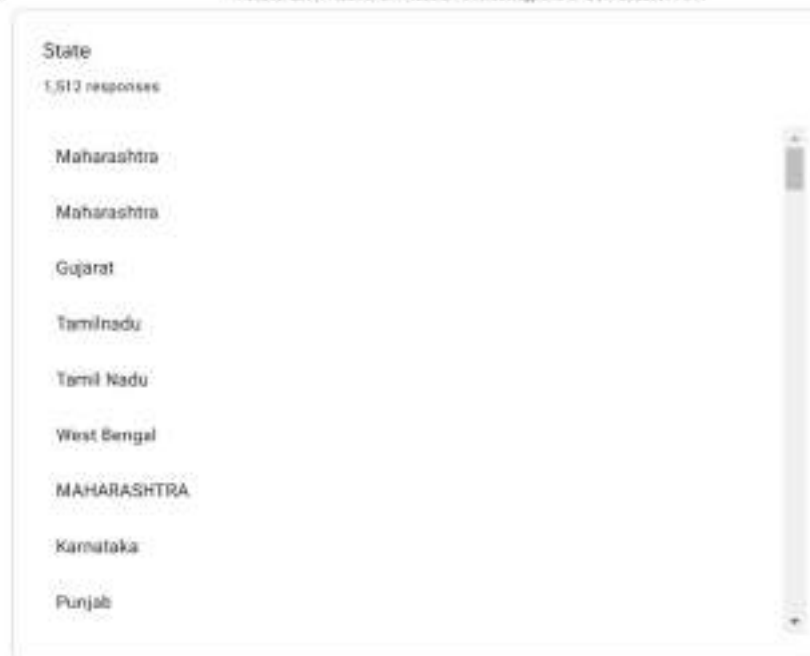 State
1,512 responses
Maharashtra
Maharashtra
Gujarat
Tamilnadu
Tamil Nadu
West Bengal
MAHARASHTRA
Karnataka
Punjab